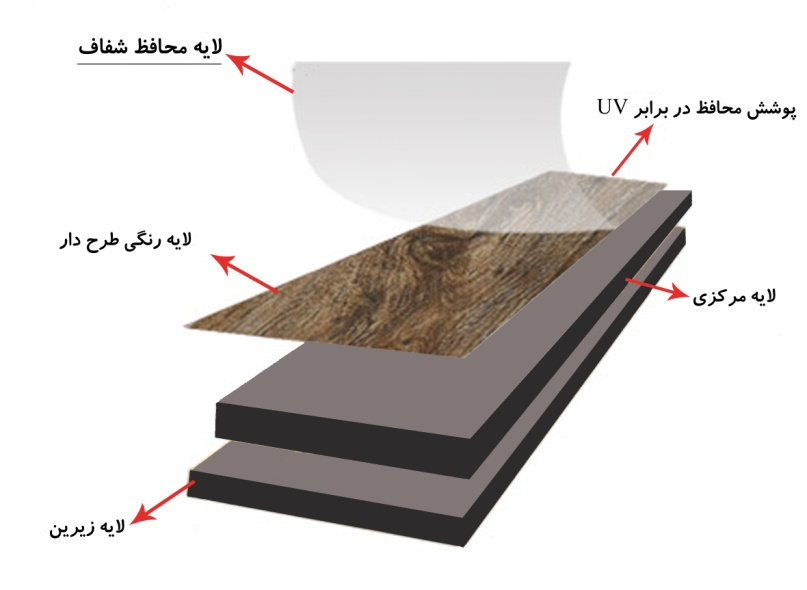 لایه محافظ شفاف
پوشش محافظ در برابر UV
لایه رنگی طرح دار
لایه مرکزی
لایه زیرین